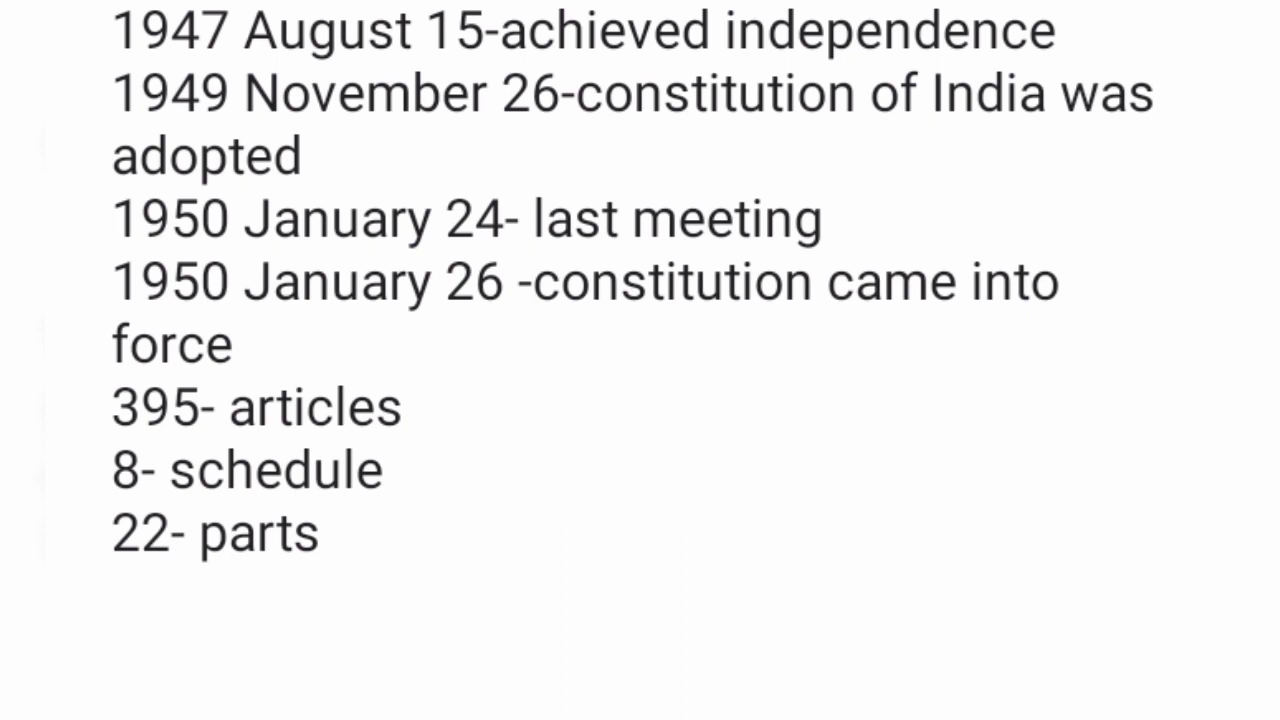 1947 August 15-achieved independence
1949 November 26-constitution of India was
adopted
1950 January 24- last meeting
1950 January 26 -constitution came into
force
395- articles
8- schedule
22- parts